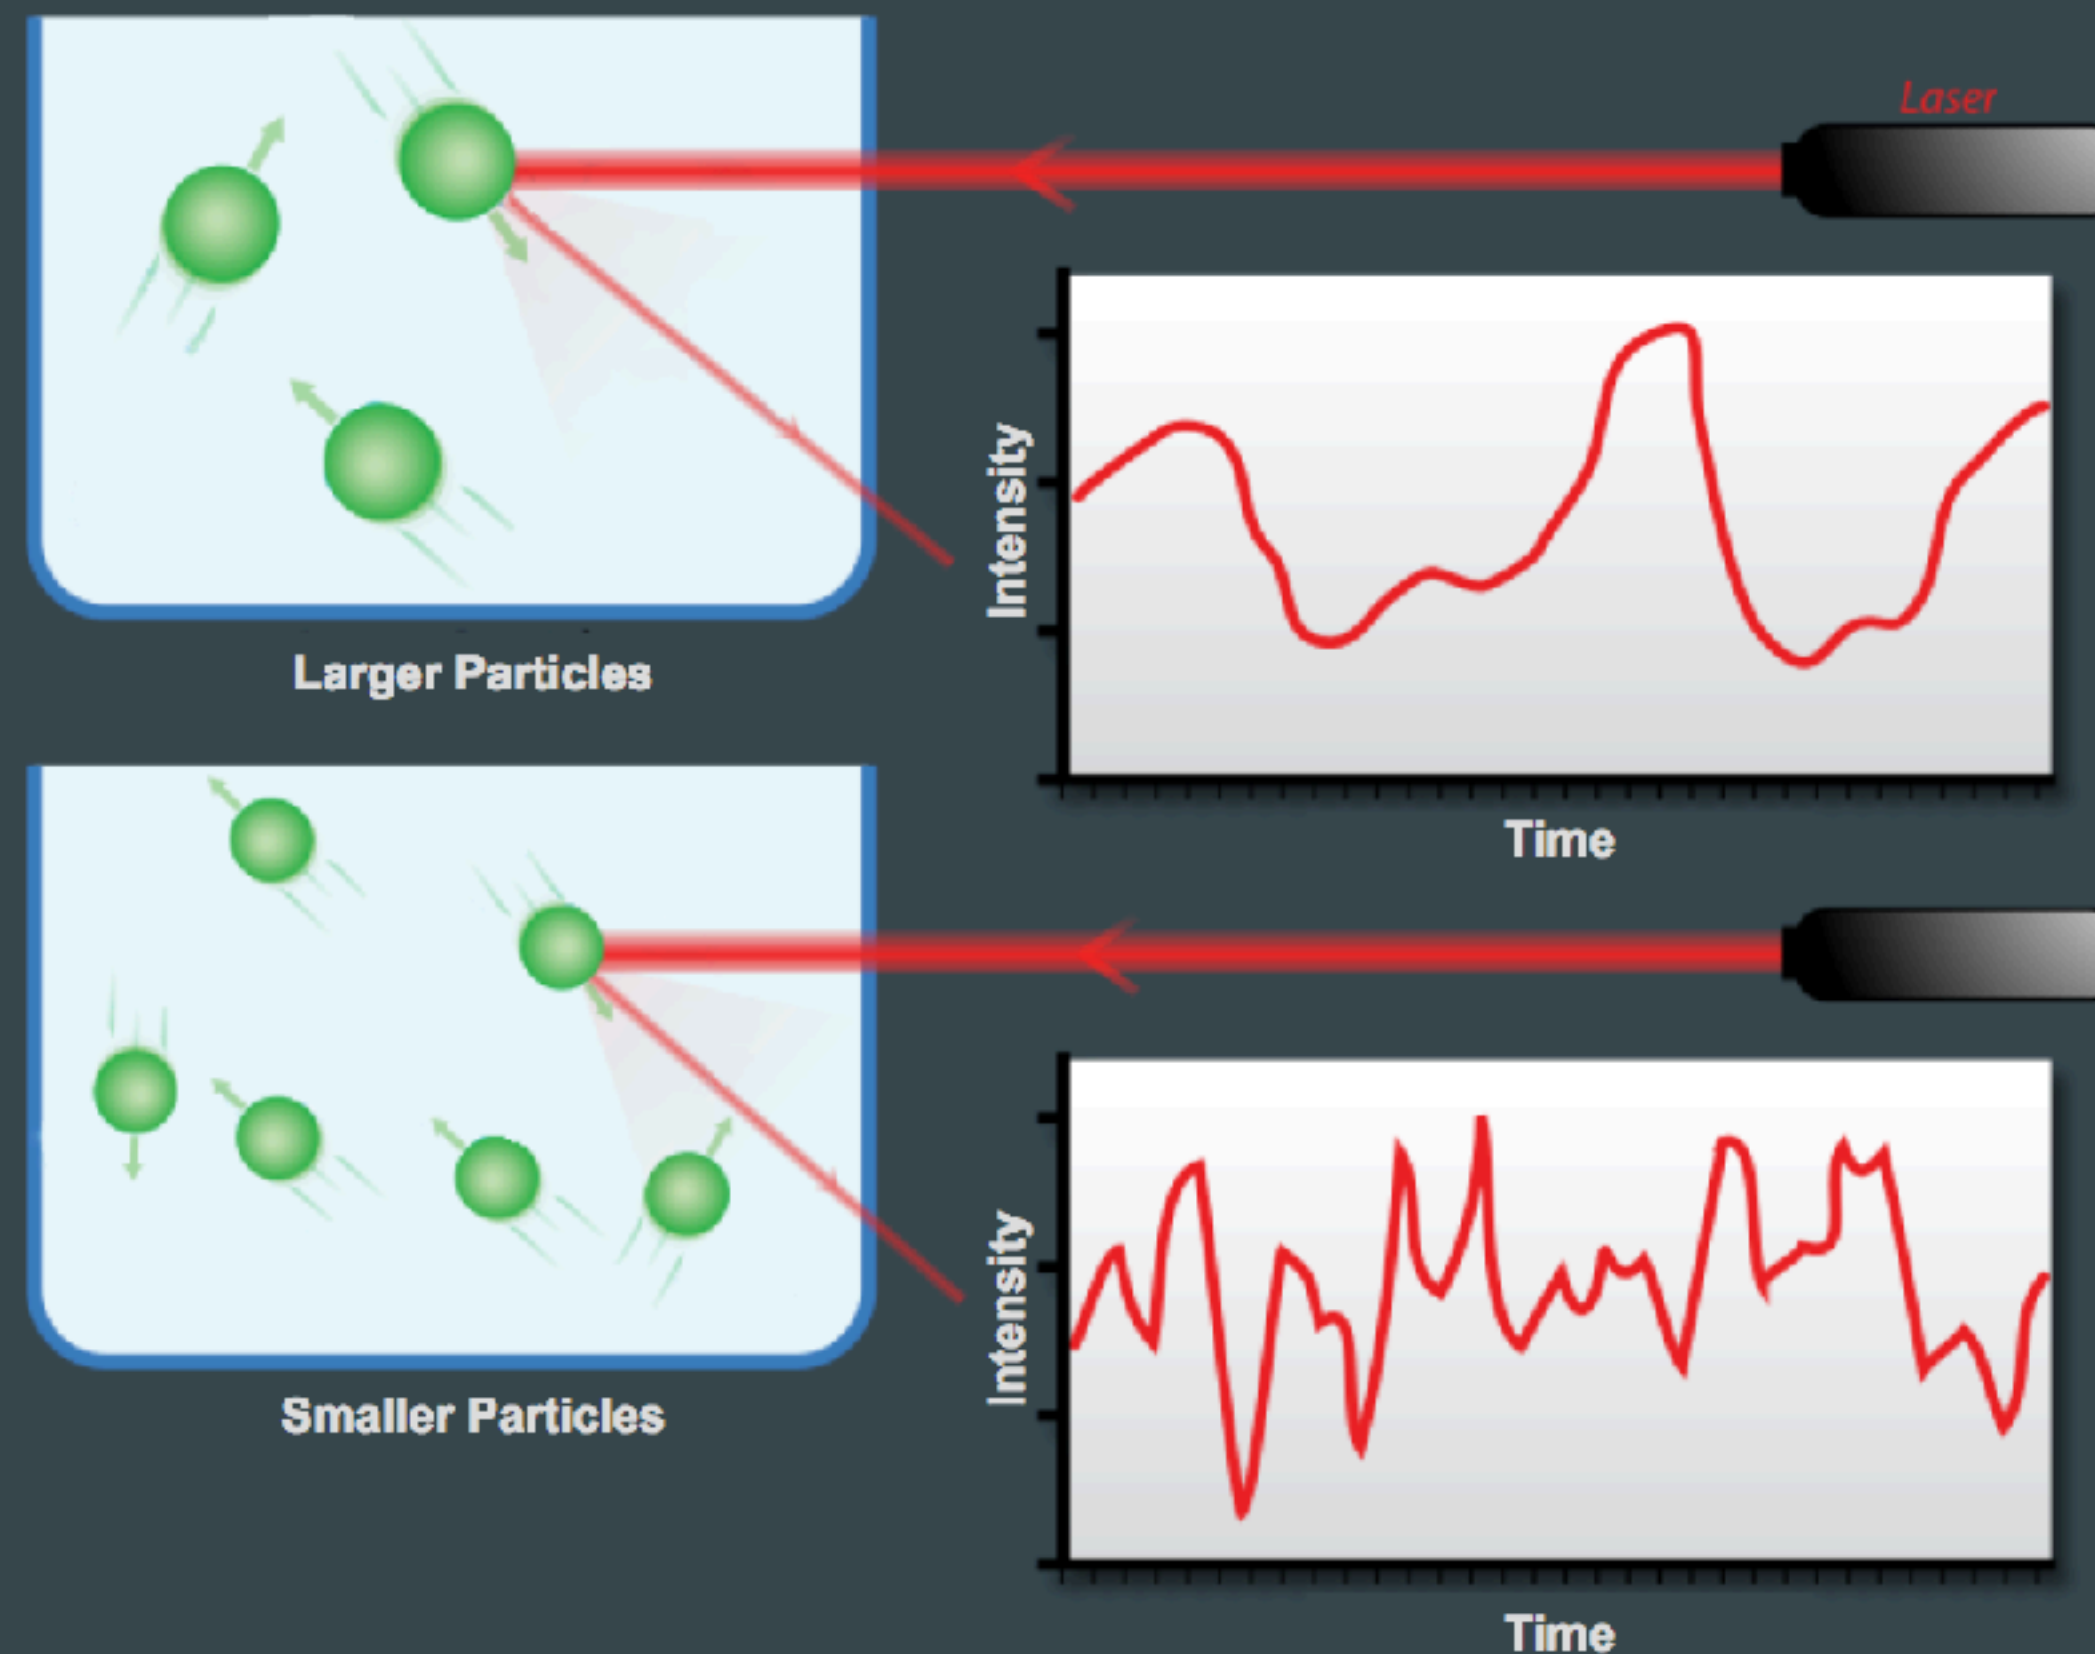 Laser
Intensity
Larger Particles
Time
Intensity
Smaller Particles
Time